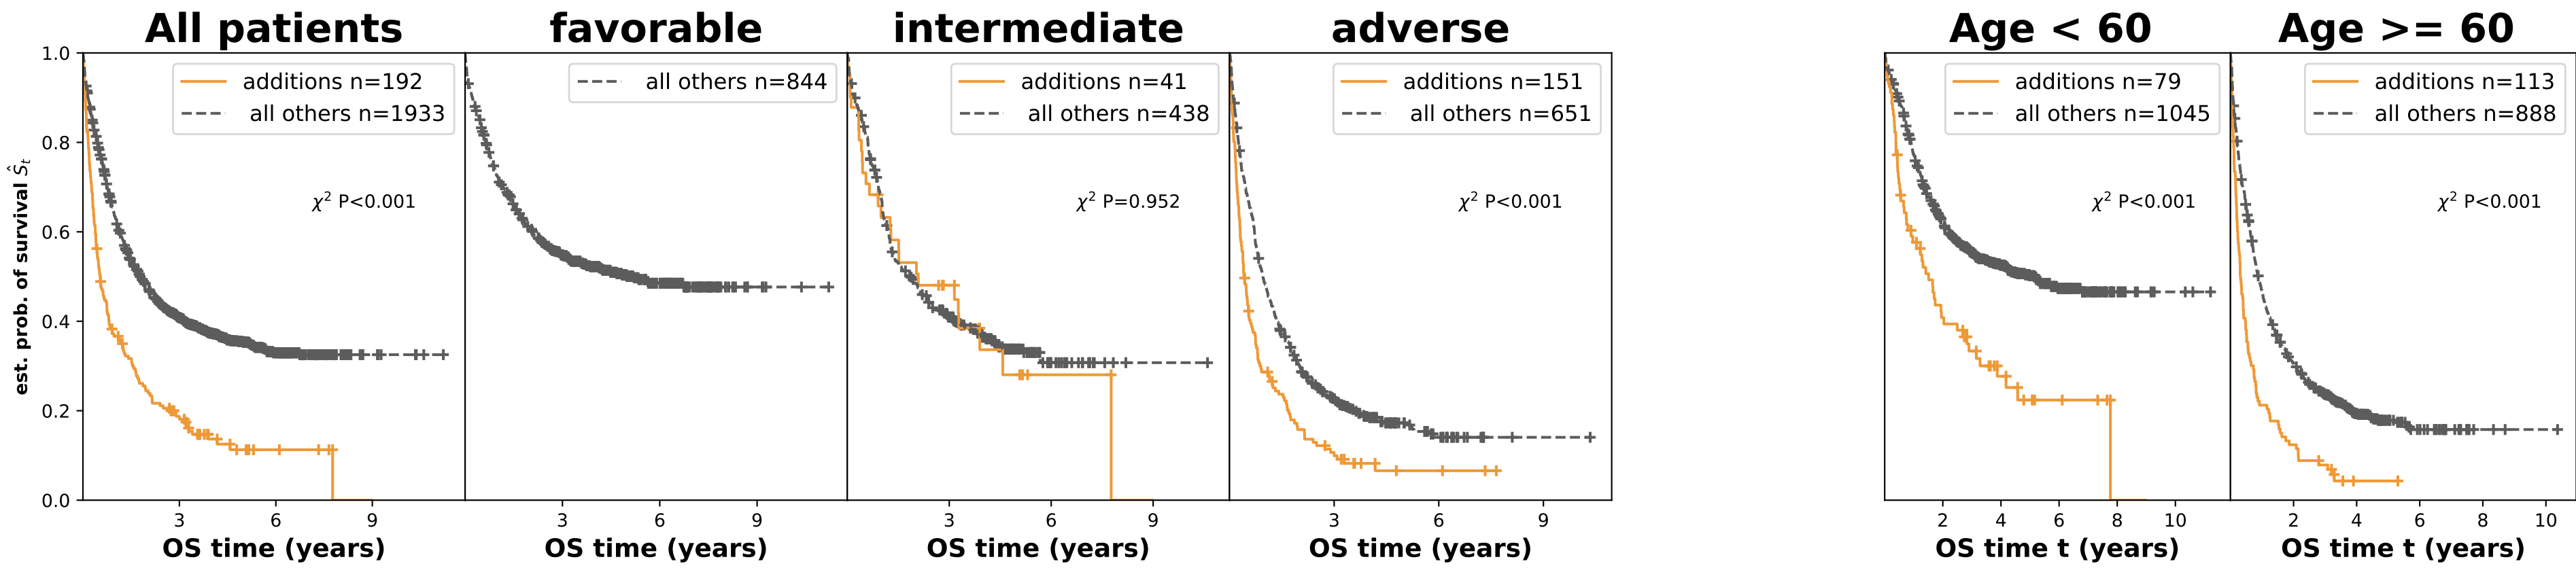 All patients
favorable
intermediate
adverse
Age < 60
Age >= 60
est. prob. of survival Ŝt
1.0
0.8
0.6
0.4
0.2
0.0
additions n=192
all others n=1933
χ² P<0.001
3 6 9
OS time (years)
all others n=844
3 6 9
OS time (years)
additions n=41
all others n=438
χ² P=0.952
3 6 9
OS time (years)
additions n=151
all others n=651
χ² P<0.001
3 6 9
OS time (years)
additions n=79
all others n=1045
χ² P<0.001
2 4 6 8 10
OS time t (years)
additions n=113
all others n=888
χ² P<0.001
2 4 6 8 10
OS time t (years)